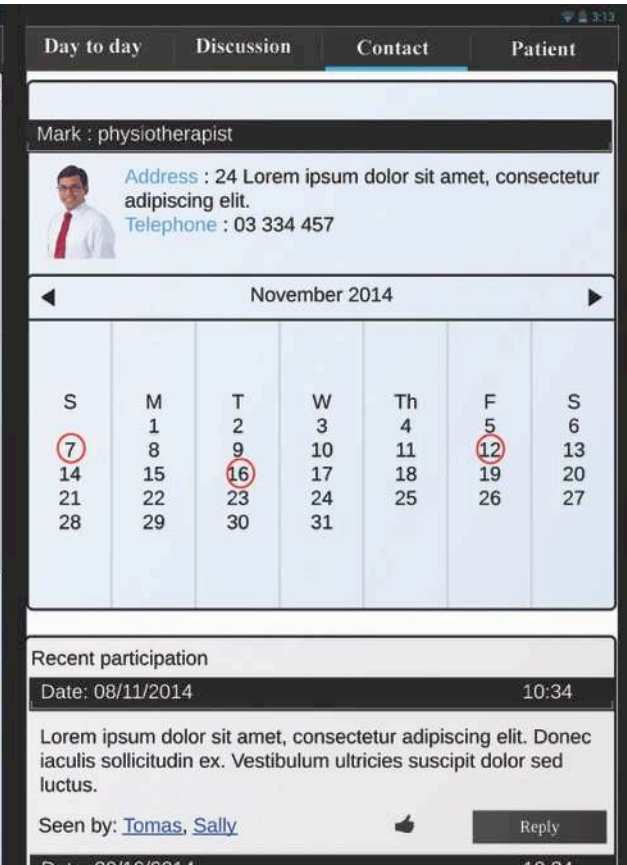 3:13
Day to day Discussion Contact Patient
Mark : physiotherapist
Address : 24 Lorem ipsum dolor sit amet, consectetur
adipiscing elit.
Telephone : 03 334 457
November 2014
S M T W Th F S
1 2 3 4 5 6
7 8 9 10 11 12 13
14 15 16 17 18 19 20
21 22 23 24 25 26 27
28 29 30 31
Recent participation
Date: 08/11/2014 10:34
Lorem ipsum dolor sit amet, consectetur adipiscing elit. Donec
iaculis sollicitudin ex. Vestibulum ultricies suscipit dolor sed
luctus.
Seen by: Tomas, Sally Reply